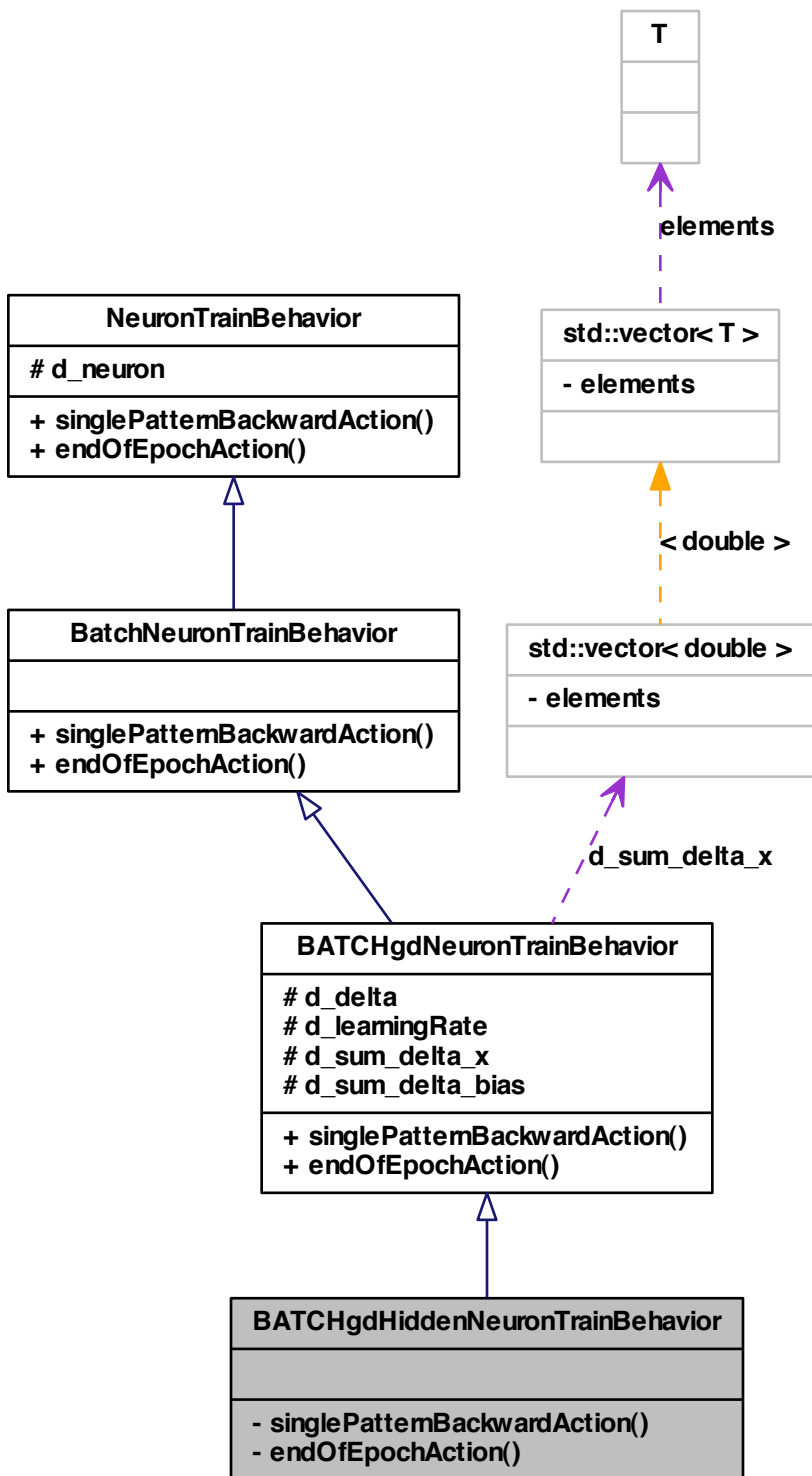 T
elements
NeuronTrainBehavior
# d_neuron
+ singlePatternBackwardAction()
+ endOfEpochAction()
std::vector< T >
- elements
< double >
BatchNeuronTrainBehavior
+ singlePatternBackwardAction()
+ endOfEpochAction()
std::vector< double >
- elements
d_sum_delta_x
BATCHgdNeuronTrainBehavior
# d_delta
# d_learningRate
# d_sum_delta_x
# d_sum_delta_bias
+ singlePatternBackwardAction()
+ endOfEpochAction()
BATCHgdHiddenNeuronTrainBehavior
- singlePatternBackwardAction()
- endOfEpochAction()